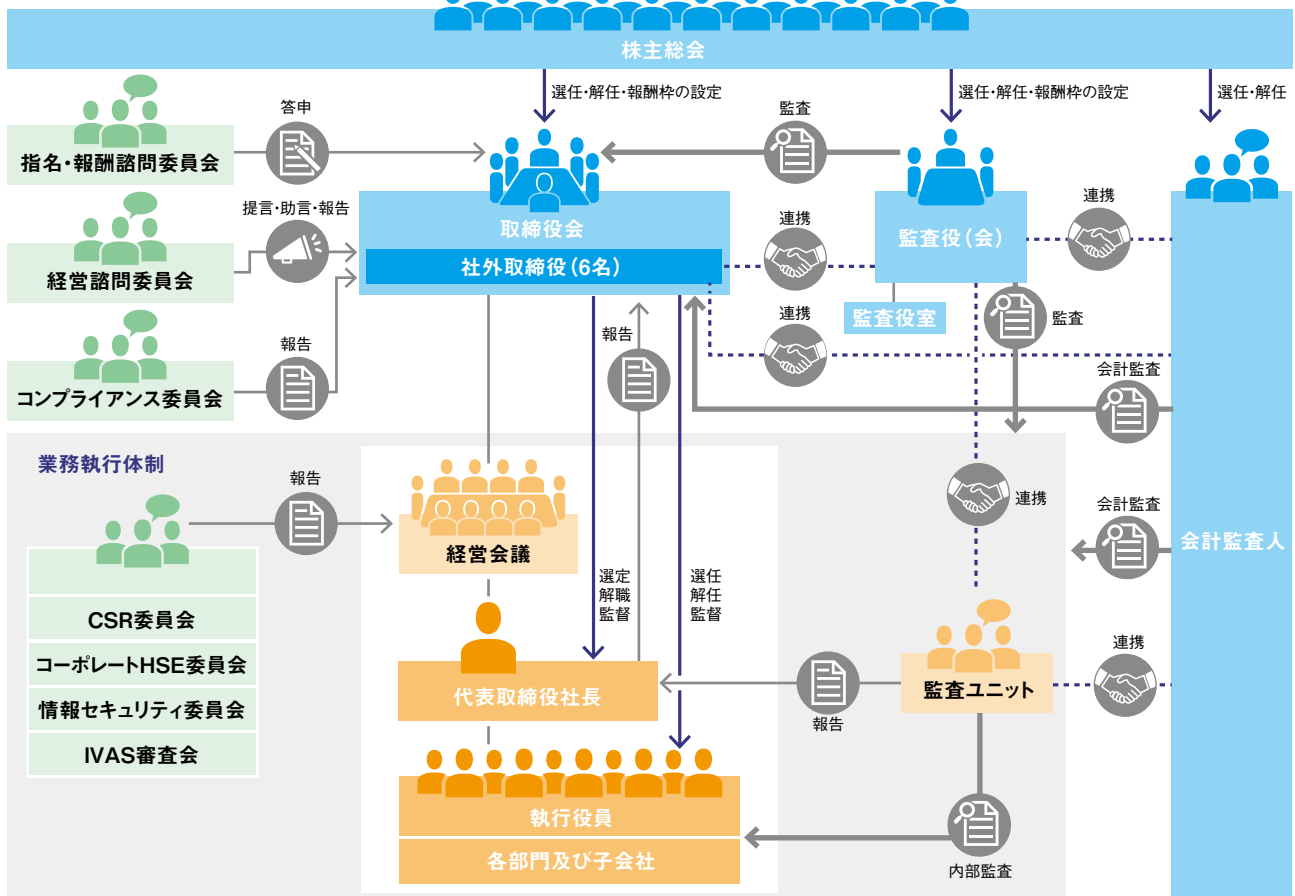 株主総会
選任・解任・報酬枠の設定
選任・解任・報酬枠の設定
選任・解任
指名・報酬諮問委員会
答申
監査
経営諮問委員会
提言・助言・報告
取締役会
社外取締役(6名)
連携
監査役(会)
連携
監査役室
監査
連携
コンプライアンス委員会
報告
報告
会計監査
業務執行体制
報告
経営会議
連携
会計監査
会計監査人
CSR委員会
コーポレートHSE委員会
情報セキュリティ委員会
IVAS審査会
選定
解職
監督
選任
解任
監督
代表取締役社長
報告
監査ユニット
連携
執行役員
各部門及び子会社
内部監査